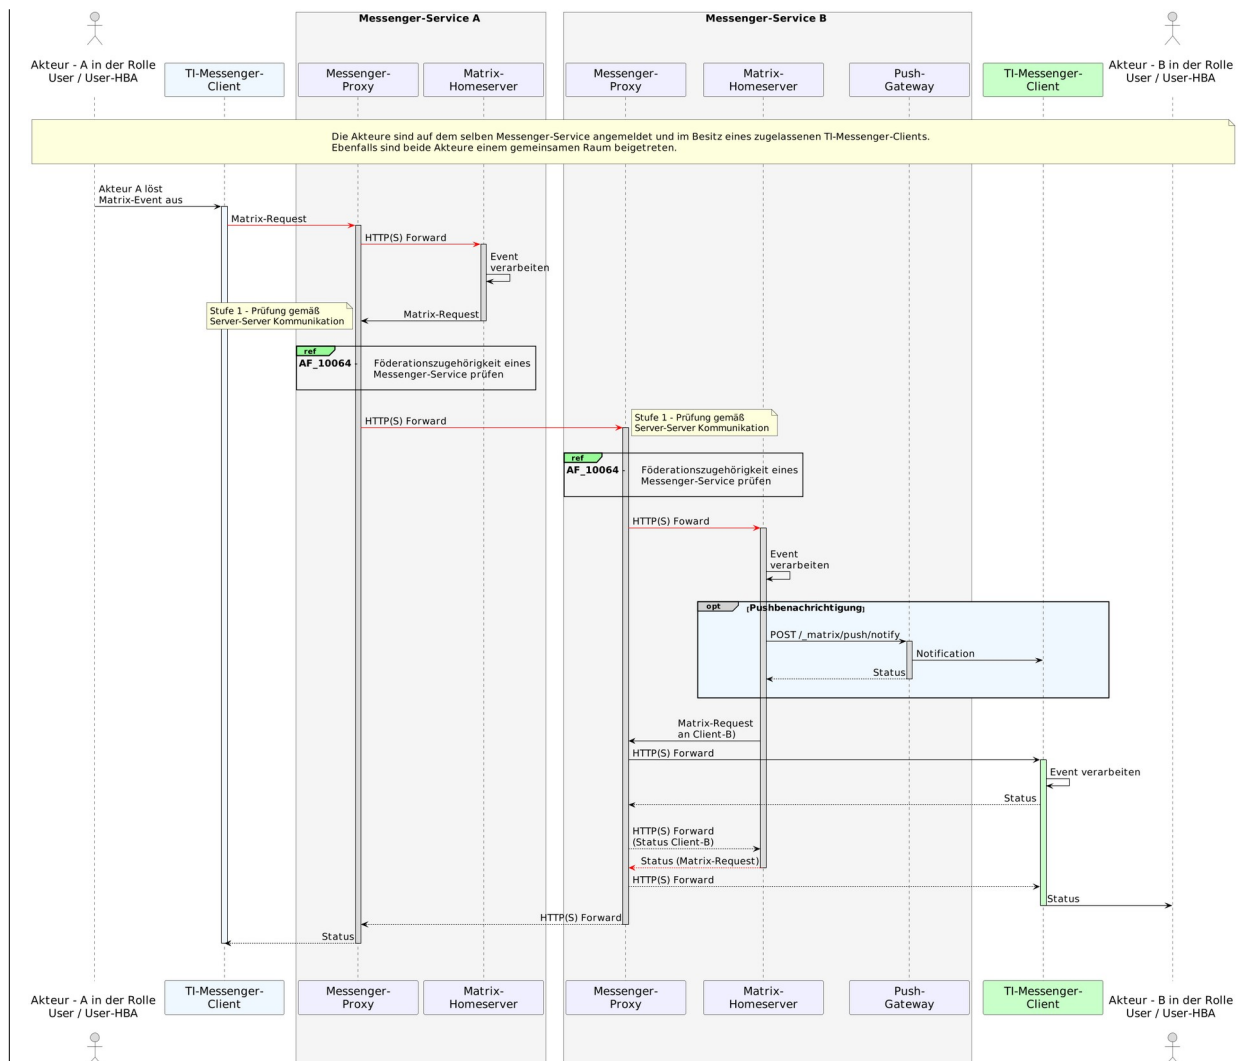 Messenger-Service A
Messenger-Service B
Akteur - A in der Rolle
User / User-HBA
TI-Messenger-
Client
Messenger-
Proxy
Matrix-
Homeserver
Messenger-
Proxy
Matrix-
Homeserver
Push-
Gateway
TI-Messenger-
Client
Akteur - B in der Rolle
User / User-HBA
Die Akteure sind auf dem selben Messenger-Service angemeldet und im Besitz eines zugelassenen TI-Messenger-Clients.
Ebenfalls sind beide Akteure einem gemeinsamen Raum beigetreten.
Akteur A löst
Matrix-Event aus
Matrix-Request
HTTP(S) Forward
Event
verarbeiten
Stufe 1 - Prüfung gemäß
Server-Server Kommunikation
Matrix-Request
ref
AF_10064 - Föderationszugehörigkeit eines
Messenger-Service prüfen
HTTP(S) Forward
Stufe 1 - Prüfung gemäß
Server-Server Kommunikation
ref
AF_10064 - Föderationszugehörigkeit eines
Messenger-Service prüfen
HTTP(S) Foward
Event
verarbeiten
opt [Pushbenachrichtigung]
POST /_matrix/push/notify
Notification
Status
Matrix-Request
an Client-B)
HTTP(S) Forward
Event verarbeiten
Status
HTTP(S) Forward
(Status Client-B)
Status (Matrix-Request)
HTTP(S) Forward
Status
HTTP(S) Forward
Status
Akteur - A in der Rolle
User / User-HBA
TI-Messenger-
Client
Messenger-
Proxy
Matrix-
Homeserver
Messenger-
Proxy
Matrix-
Homeserver
Push-
Gateway
TI-Messenger-
Client
Akteur - B in der Rolle
User / User-HBA